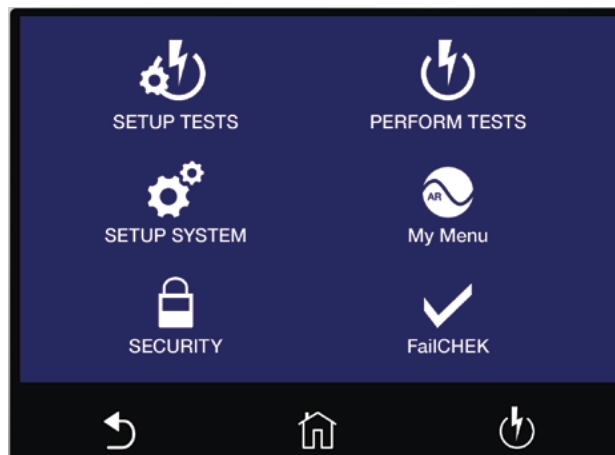 SETUP TESTS
PERFORM TESTS
SETUP SYSTEM
AR
My Menu
SECURITY
FailCHEK